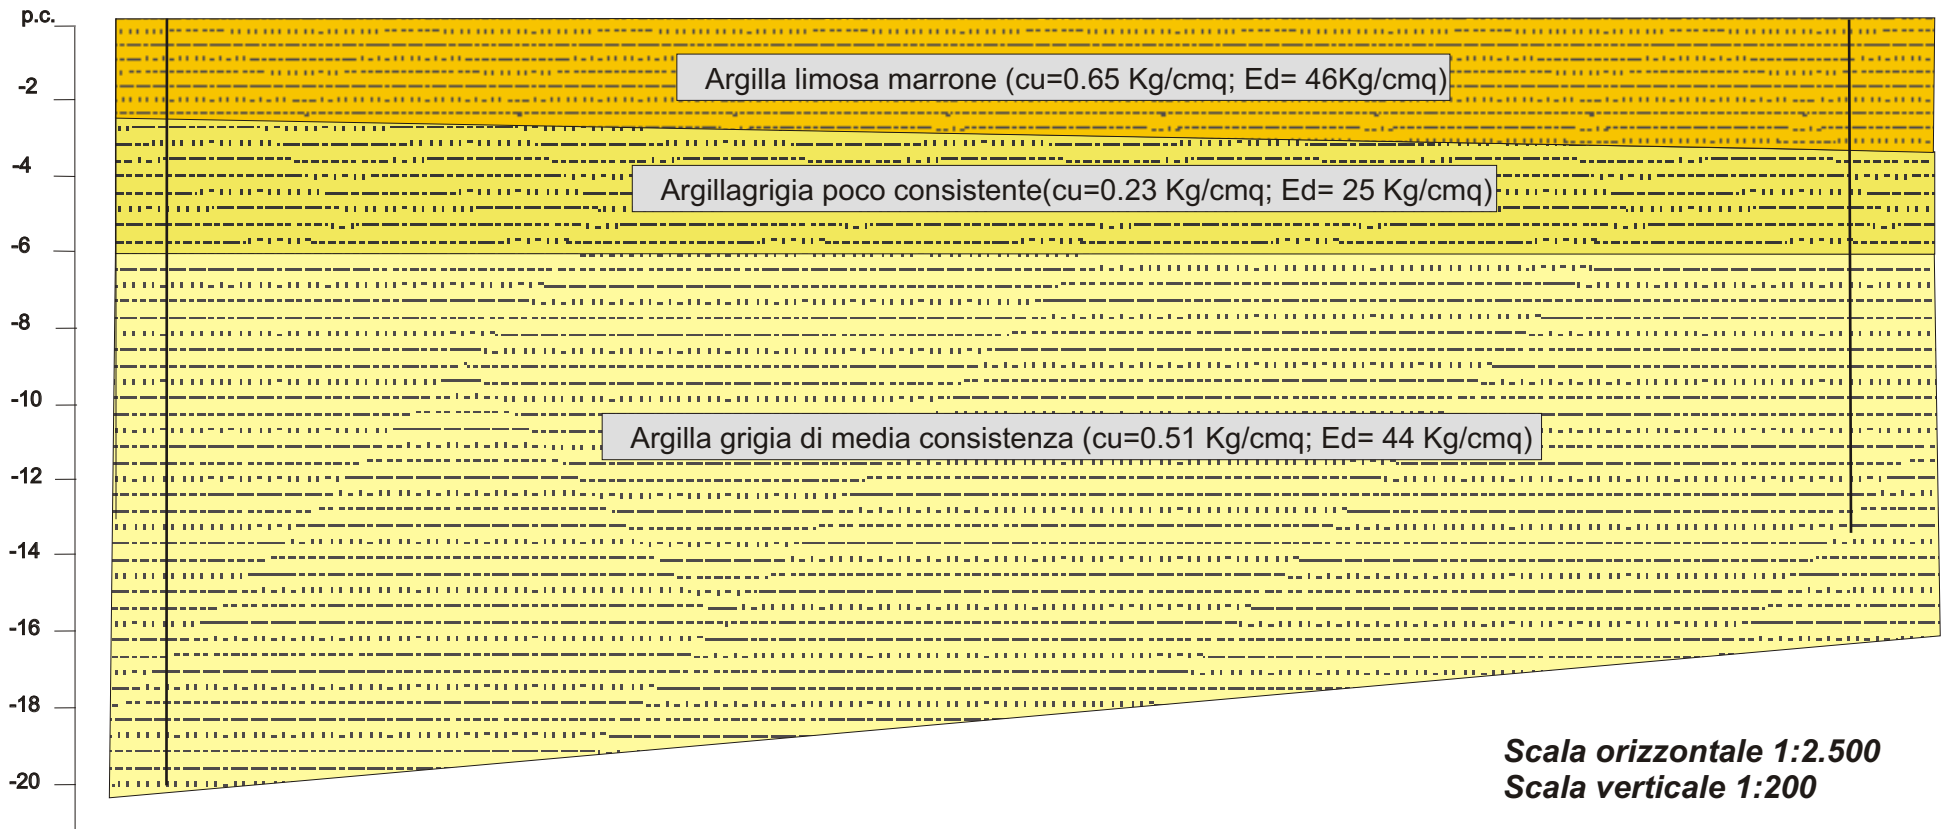 p.c.
-2
Argilla limosa marrone (cu=0.65 Kg/cmq; Ed= 46Kg/cmq)
-4
Argillagrigia poco consistente(cu=0.23 Kg/cmq; Ed= 25 Kg/cmq)
-6
-8
-10
Argilla grigia di media consistenza (cu=0.51 Kg/cmq; Ed= 44 Kg/cmq)
-12
-14
-16
-18
-20
Scala orizzontale 1:2.500
Scala verticale 1:200